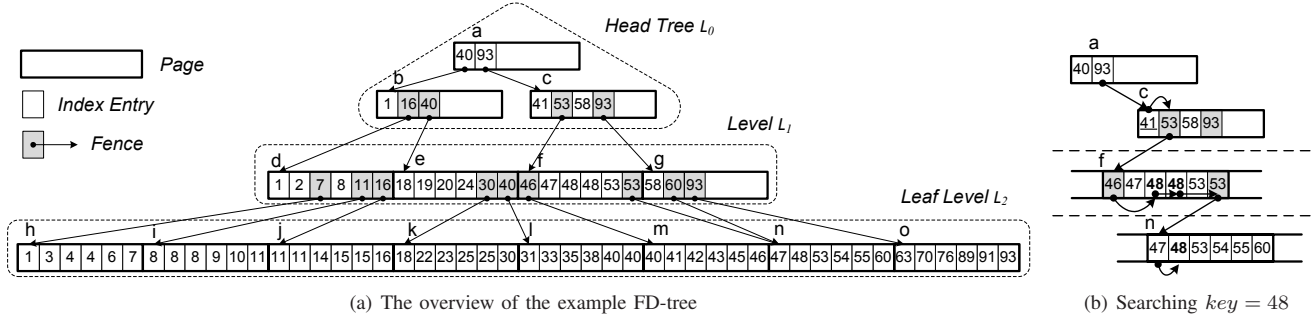 Head Tree L0
a
40 93
Page
b
c
1 16 40
41 53 58 93
Index Entry
Fence
Level L1
d
e
f
g
1 2 7 8 11 16 18 19 20 24 30 40 46 47 48 48 53 53 58 60 93
Leaf Level L2
h
i
j
k
l
m
n
o
1 3 4 4 6 7 8 8 8 9 10 11 11 11 14 15 15 16 18 22 23 25 25 30 31 33 35 38 40 40 40 41 42 43 45 46 47 48 53 54 55 60 63 70 76 89 91 93
(a) The overview of the example FD-tree
a
40 93
c
41 53 58 93
f
46 47 48 48 53 53
n
47 48 53 54 55 60
(b) Searching key = 48